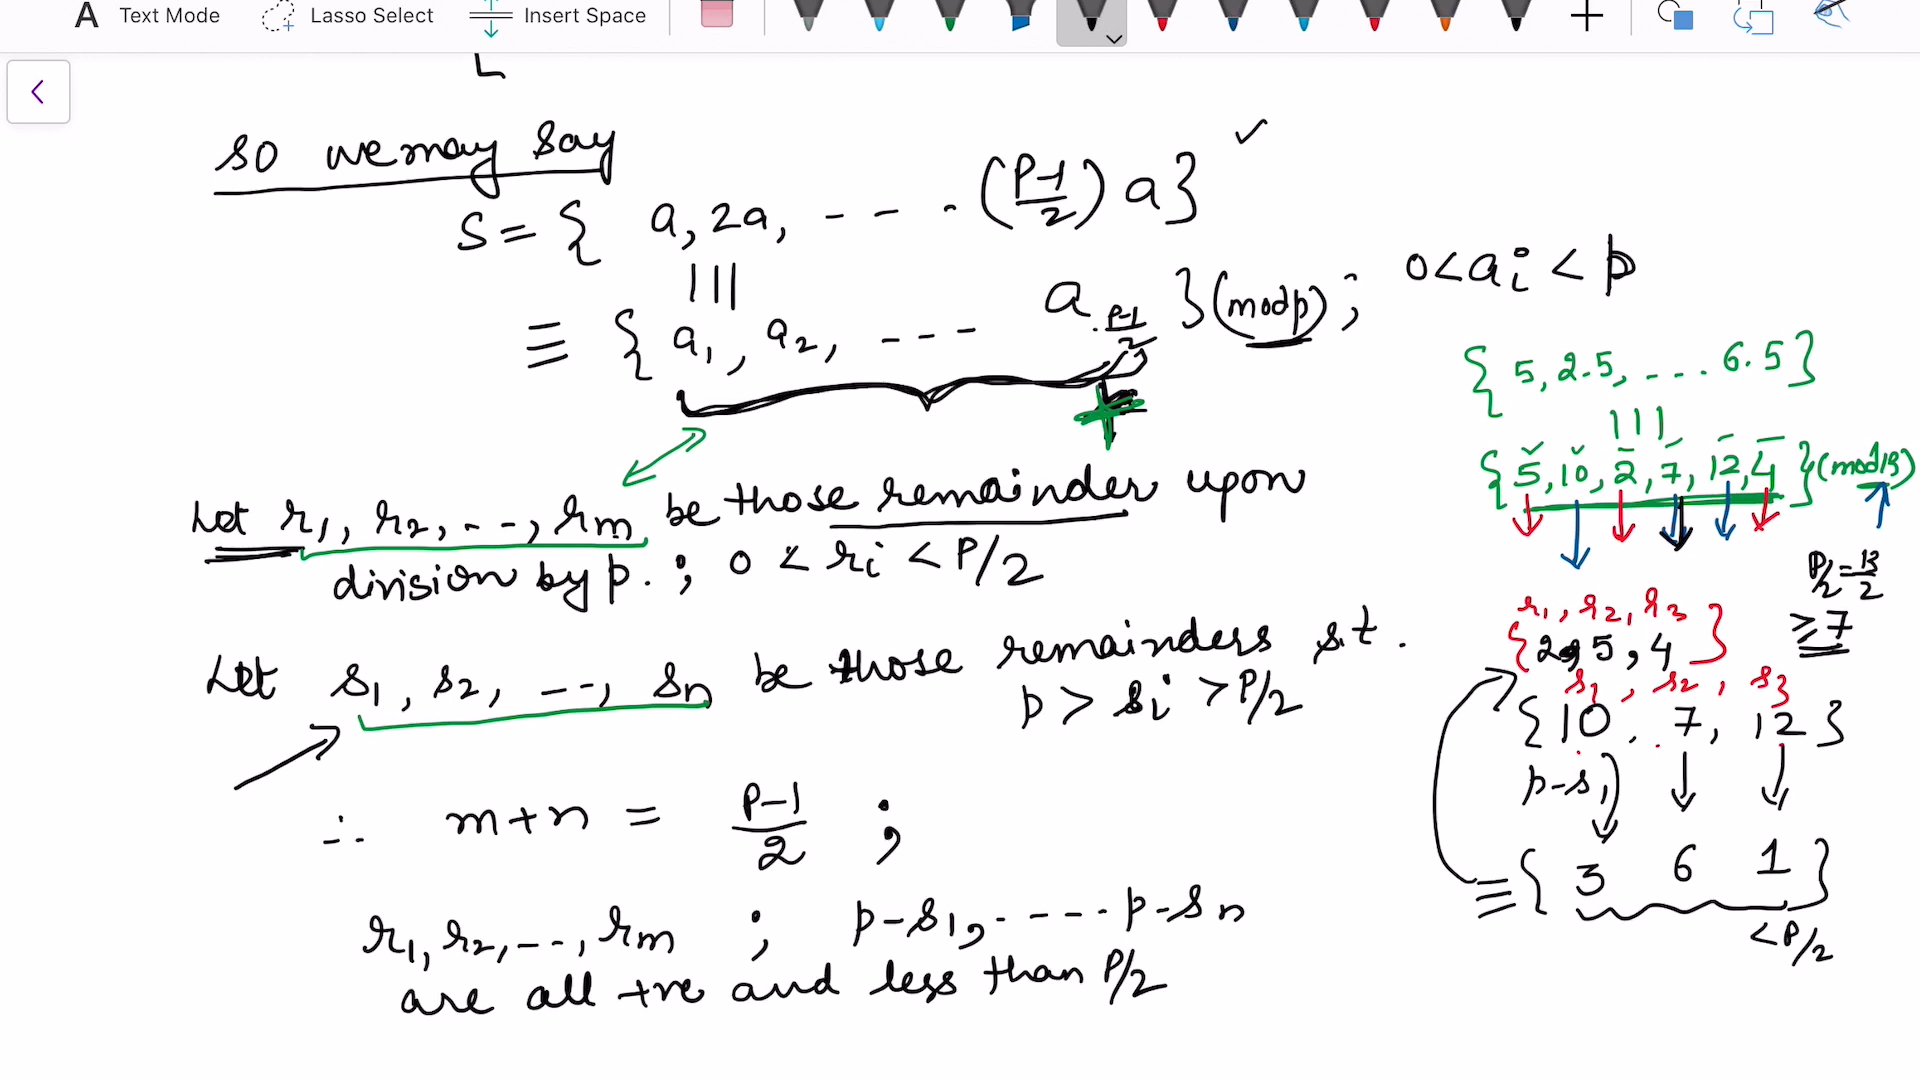 A Text Mode Lasso Select Insert Space
so we may say
S = { a, 2a, ---- (P-1/2) a } ✓
|||
≡ { a₁, a₂, --- a_{P-1/2} } (mod p) ; 0 < aᵢ < p
Let r₁, r₂, ---, rₘ be those remainder upon
division by p. ; 0 < rᵢ < P/2
Let s₁, s₂, ---, sₙ be those remainders s.t.
p > sᵢ > P/2
∴ m+n = P-1/2 ;
r₁, r₂, ---, rₘ ; p-s₁, ----- p-sₙ
are all +ve and less than P/2
{ 5, 2.5, ---- 6.5 }
|||
{ 5, 10, 2, 7, 12, 4 } (mod 13)
P/2 = 13/2
≥ 7
r₁, r₂, r₃
{ 2, 5, 4 }
s₁, s₂, s₃
{ 10, 7, 12 }
p-s₁
≡ { 3 6 1 }
< P/2